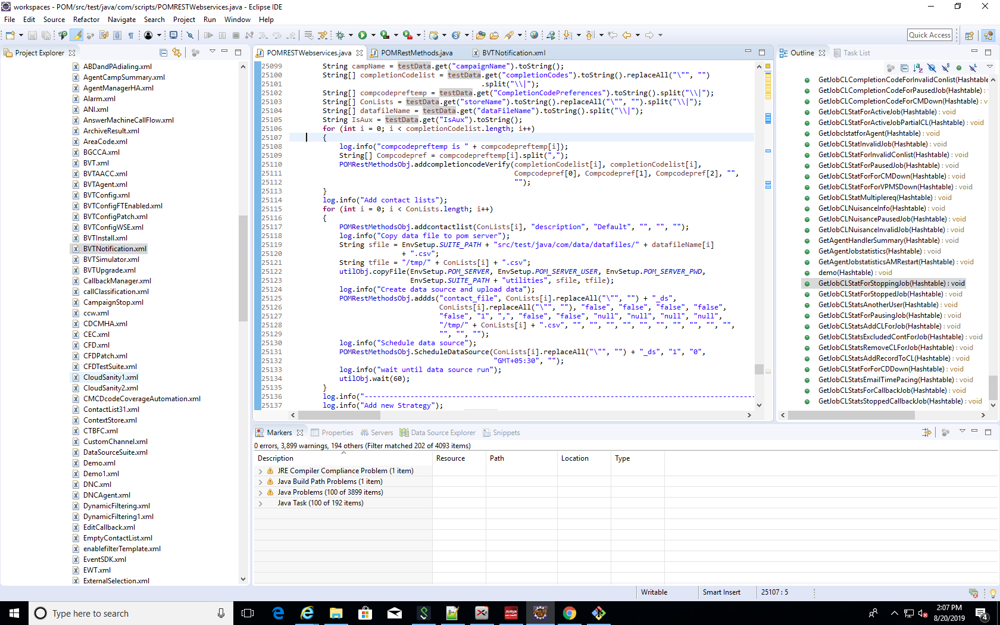 workspaces - POM/src/test/java/com/scripts/POMRESTWebservices.java - Eclipse IDE
File Edit Source Refactor Navigate Search Project Run Window Help
Quick Access
Project Explorer
ABDandPAdialing.xml
AgentCampSummary.xml
AgentManagerHA.xml
Alarm.xml
ANI.xml
AnswerMachineCallFlow.xml
ArchiveResult.xml
AreaCode.xml
BGCCA.xml
BVT.xml
BVTAACC.xml
BVTAgent.xml
BVTConfig.xml
BVTConfigFTEnabled.xml
BVTConfigPatch.xml
BVTConfigWSE.xml
BVTInstall.xml
BVTNotification.xml
BVTSimulator.xml
BVTUpgrade.xml
CallbackManager.xml
callClassification.xml
CampaignStop.xml
ccw.xml
CDCMHA.xml
CEC.xml
CFD.xml
CFDPatch.xml
CFDTestSuite.xml
CloudSanity1.xml
CloudSanity2.xml
CMCDcodeCoverageAutomation.xml
ContactList31.xml
ContextStore.xml
CTBFC.xml
CustomChannel.xml
DataSourceSuite.xml
Demo.xml
Demo1.xml
DNC.xml
DNCAgent.xml
DynamicFiltering.xml
DynamicFiltering1.xml
EditCallback.xml
EmptyContactList.xml
enablefilterTemplate.xml
EventSDK.xml
EWT.xml
ExternalSelection.xml
POMRESTWebservices.java POMRestMethods.java BVTNotification.xml
25099 String campName = testData.get("campaignName").toString();
25100 String[] completionCodelist = testData.get("completionCodes").toString().replaceAll("\"", "")
25101 .split("\\|");
25102 String[] compcodepreftemp = testData.get("CompletionCodePreferences").toString().split("\\|");
25103 String[] ConLists = testData.get("storeName").toString().replaceAll("\"", "").split("\\|");
25104 String[] datafileName = testData.get("dataFileName").toString().split("\\|");
25105 String IsAux = testData.get("IsAux").toString();
25106 for (int i = 0; i < completionCodelist.length; i++)
25107 {
25108 log.info("compcodepreftemp is " + compcodepreftemp[i]);
25109 String[] Compcodepref = compcodepreftemp[i].split(",");
25110 POMRestMethodsObj.addcompletioncodeVerify(completionCodelist[i], completionCodelist[i],
25111 Compcodepref[0], Compcodepref[1], Compcodepref[2], "",
25112 "");
25113 }
25114 log.info("Add contact lists");
25115 for (int i = 0; i < ConLists.length; i++)
25116 {
25117 POMRestMethodsObj.addcontactlist(ConLists[i], "description", "Default", "", "", "");
25118 log.info("Copy data file to pom server");
25119 String sfile = EnvSetup.SUITE_PATH + "src/test/java/com/data/datafiles/" + datafileName[i]
25120 + ".csv";
25121 String tfile = "/tmp/" + ConLists[i] + ".csv";
25122 utilObj.copyFile(EnvSetup.POM_SERVER, EnvSetup.POM_SERVER_USER, EnvSetup.POM_SERVER_PWD,
25123 EnvSetup.SUITE_PATH + "utilities", sfile, tfile);
25124 log.info("Create data source and upload data");
25125 POMRestMethodsObj.addds("contact_file", ConLists[i].replaceAll("\"", "") + "_ds",
25126 ConLists[i].replaceAll("\"", ""), "false", "false", "false", "false",
25127 "false", "1", ",", "false", "false", "null", "null", "null", "null",
25128 "/tmp/" + ConLists[i] + ".csv", "", "", "", "", "", "", "", "", "", "",
25129 "", "", "");
25130 log.info("Schedule data source");
25131 POMRestMethodsObj.ScheduleDataSource(ConLists[i].replaceAll("\"", "") + "_ds", "1", "0",
25132 "GMT+05:30", "");
25133 log.info("wait until data source run");
25134 utilObj.wait(60);
25135 }
25136 log.info("---------------------------------------------------------------------------------------------
25137 log.info("Add new Strategy");
Outline Task List
GetJobCLCompletionCodeForInvalidConlist(Hashtable
GetJobCLCompletionCodeForPausedJob(Hashtable) :
GetJobCLCompletionCodeForCMDown(Hashtable) : v
GetJobCLStatForActiveJob(Hashtable) : void
GetJobCLStatForActiveJobPartialCL(Hashtable) : void
GetJobclstatforAgent(Hashtable) : void
GetJobCLStatInvalidJob(Hashtable) : void
GetJobCLStatForInvalidConlist(Hashtable) : void
GetJobCLStatForPausedJob(Hashtable) : void
GetJobCLStatForForCMDown(Hashtable) : void
GetJobCLStatForForVPMSDown(Hashtable) : void
GetJobCLStatMultiplereq(Hashtable) : void
GetJobCLNuisanceInfo(Hashtable) : void
GetJobCLNuisancePausedJob(Hashtable) : void
GetJobCLNuisanceInvalidJob(Hashtable) : void
GetAgentHandlerSummary(Hashtable) : void
GetAgentJobstatistics(Hashtable) : void
GetAgentJobstatisticsAMRestart(Hashtable) : void
demo(Hashtable) : void
GetJobCLStatForStoppingJob(Hashtable) : void
GetJobCLStatForStoppedJob(Hashtable) : void
GetJobCLStatsAnotherUser(Hashtable) : void
GetJobCLStatForPausingJob(Hashtable) : void
GetJobCLStatsAddCLForJob(Hashtable) : void
GetJobCLStatsExcludedContForJob(Hashtable) : void
GetJobCLStatsRemoveCLForJob(Hashtable) : void
GetJobCLStatsAddRecordToCL(Hashtable) : void
GetJobCLStatForForCDDown(Hashtable) : void
GetJobCLStatsEmailTimePacing(Hashtable) : void
GetJobCLStatsForCallbackJob(Hashtable) : void
GetJobCLStatsStoppedCallbackJob(Hashtable) : void
Markers Properties Servers Data Source Explorer Snippets
0 errors, 3,899 warnings, 194 others (Filter matched 202 of 4093 items)
Description Resource Path Location Type
JRE Compiler Compliance Problem (1 item)
Java Build Path Problems (1 item)
Java Problems (100 of 3899 items)
Java Task (100 of 192 items)
Writable Smart Insert 25107 : 5
Type here to search
AVAYA
2:07 PM
8/20/2019
4